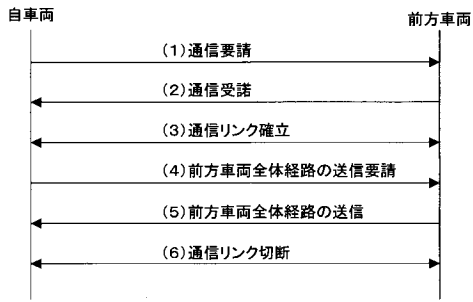 自車両
前方車両
(1)通信要請
(2)通信受諾
(3)通信リンク確立
(4)前方車両全体経路の送信要請
(5)前方車両全体経路の送信
(6)通信リンク切断